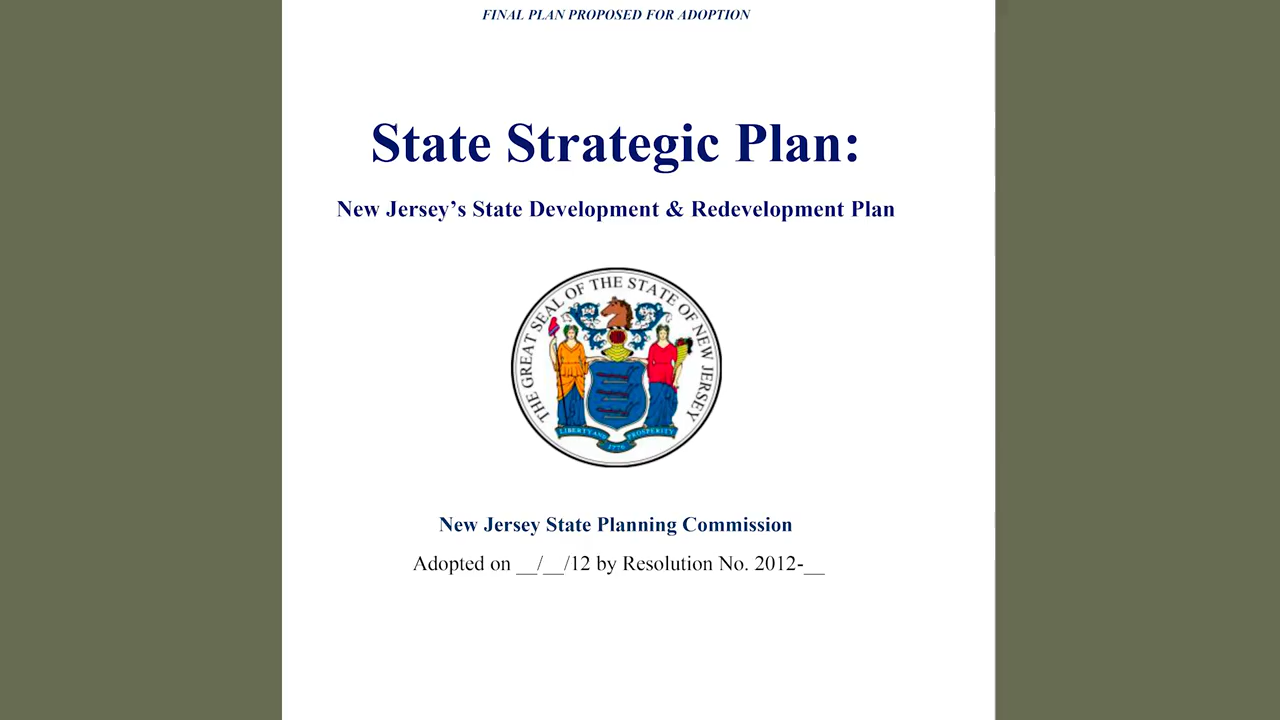 FINAL PLAN PROPOSED FOR ADOPTION
State Strategic Plan:
New Jersey’s State Development & Redevelopment Plan
THE GREAT SEAL OF THE STATE OF NEW JERSEY
LIBERTY AND PROSPERITY
1776
New Jersey State Planning Commission
Adopted on __/__/12 by Resolution No. 2012-__